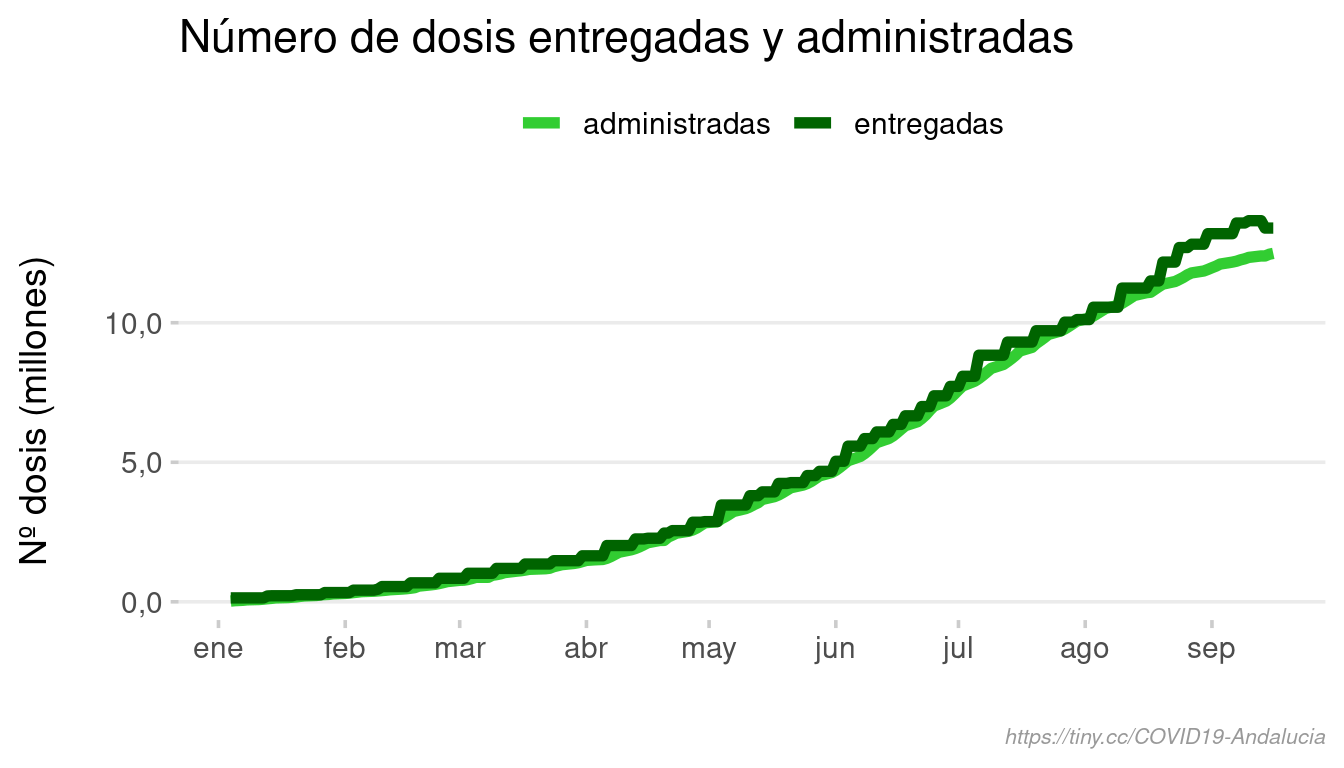 Número de dosis entregadas y administradas
administradas entregadas
Nº dosis (millones)
10,0
5,0
0,0
ene feb mar abr may jun jul ago sep
https://tiny.cc/COVID19-Andalucia